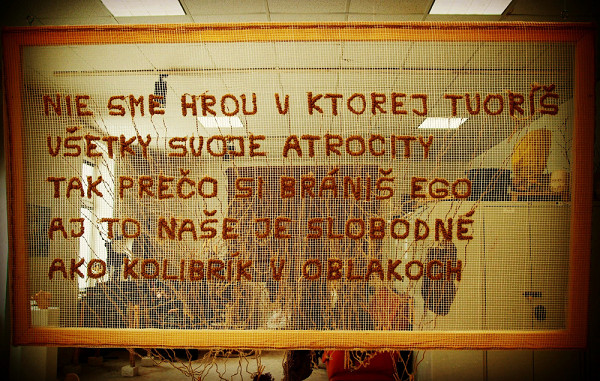 NIE SME HROU V KTOREJ TVORÍŠ
VŠETKY SVOJE ATROCITY
TAK PREČO SI BRÁNIŠ EGO
AJ TO NAŠE JE SLOBODNÉ
AKO KOLIBRÍK V OBLAKOCH